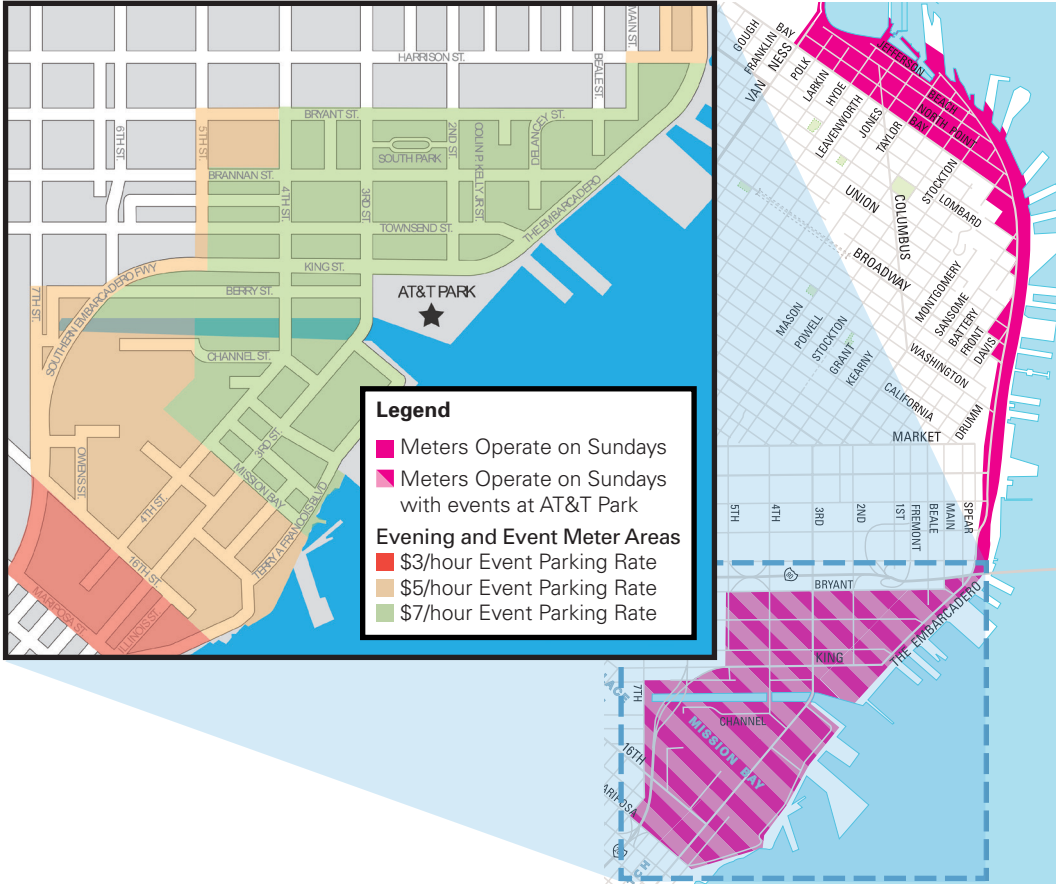 MAIN ST.
HARRISON ST.
BEALE ST.
BRYANT ST.
DELANCEY ST.
6TH ST.
5TH ST.
2ND ST.
COLIN P. KELLY JR ST.
SOUTH PARK
BRANNAN ST.
4TH ST.
3RD ST.
THE EMBARCADERO
TOWNSEND ST.
KING ST.
SOUTHERN EMBARCADERO FWY
7TH ST.
BERRY ST.
AT&T PARK
CHANNEL ST.
3RD ST.
MISSION BAY
OWENS ST.
4TH ST.
TERRY A FRANCOIS BLVD
16TH ST.
MARIPOSA ST.
ILLINOIS ST.
Legend
Meters Operate on Sundays
Meters Operate on Sundays
with events at AT&T Park
Evening and Event Meter Areas
$3/hour Event Parking Rate
$5/hour Event Parking Rate
$7/hour Event Parking Rate
GOUGH
FRANKLIN
BAY
VAN NESS
POLK
LARKIN
HYDE
LEAVENWORTH
JONES
TAYLOR
JEFFERSON
BEACH
NORTH POINT
BAY
STOCKTON
LOMBARD
UNION
COLUMBUS
BROADWAY
MONTGOMERY
SANSOME
BATTERY
FRONT
DAVIS
MASON
POWELL
STOCKTON
GRANT
KEARNY
WASHINGTON
CALIFORNIA
DRUMM
MARKET
5TH
4TH
3RD
2ND
1ST
FREMONT
BEALE
MAIN
SPEAR
BRYANT
THE EMBARCADERO
KING
7TH
CHANNEL
MISSION BAY
16TH
ARIPOSA